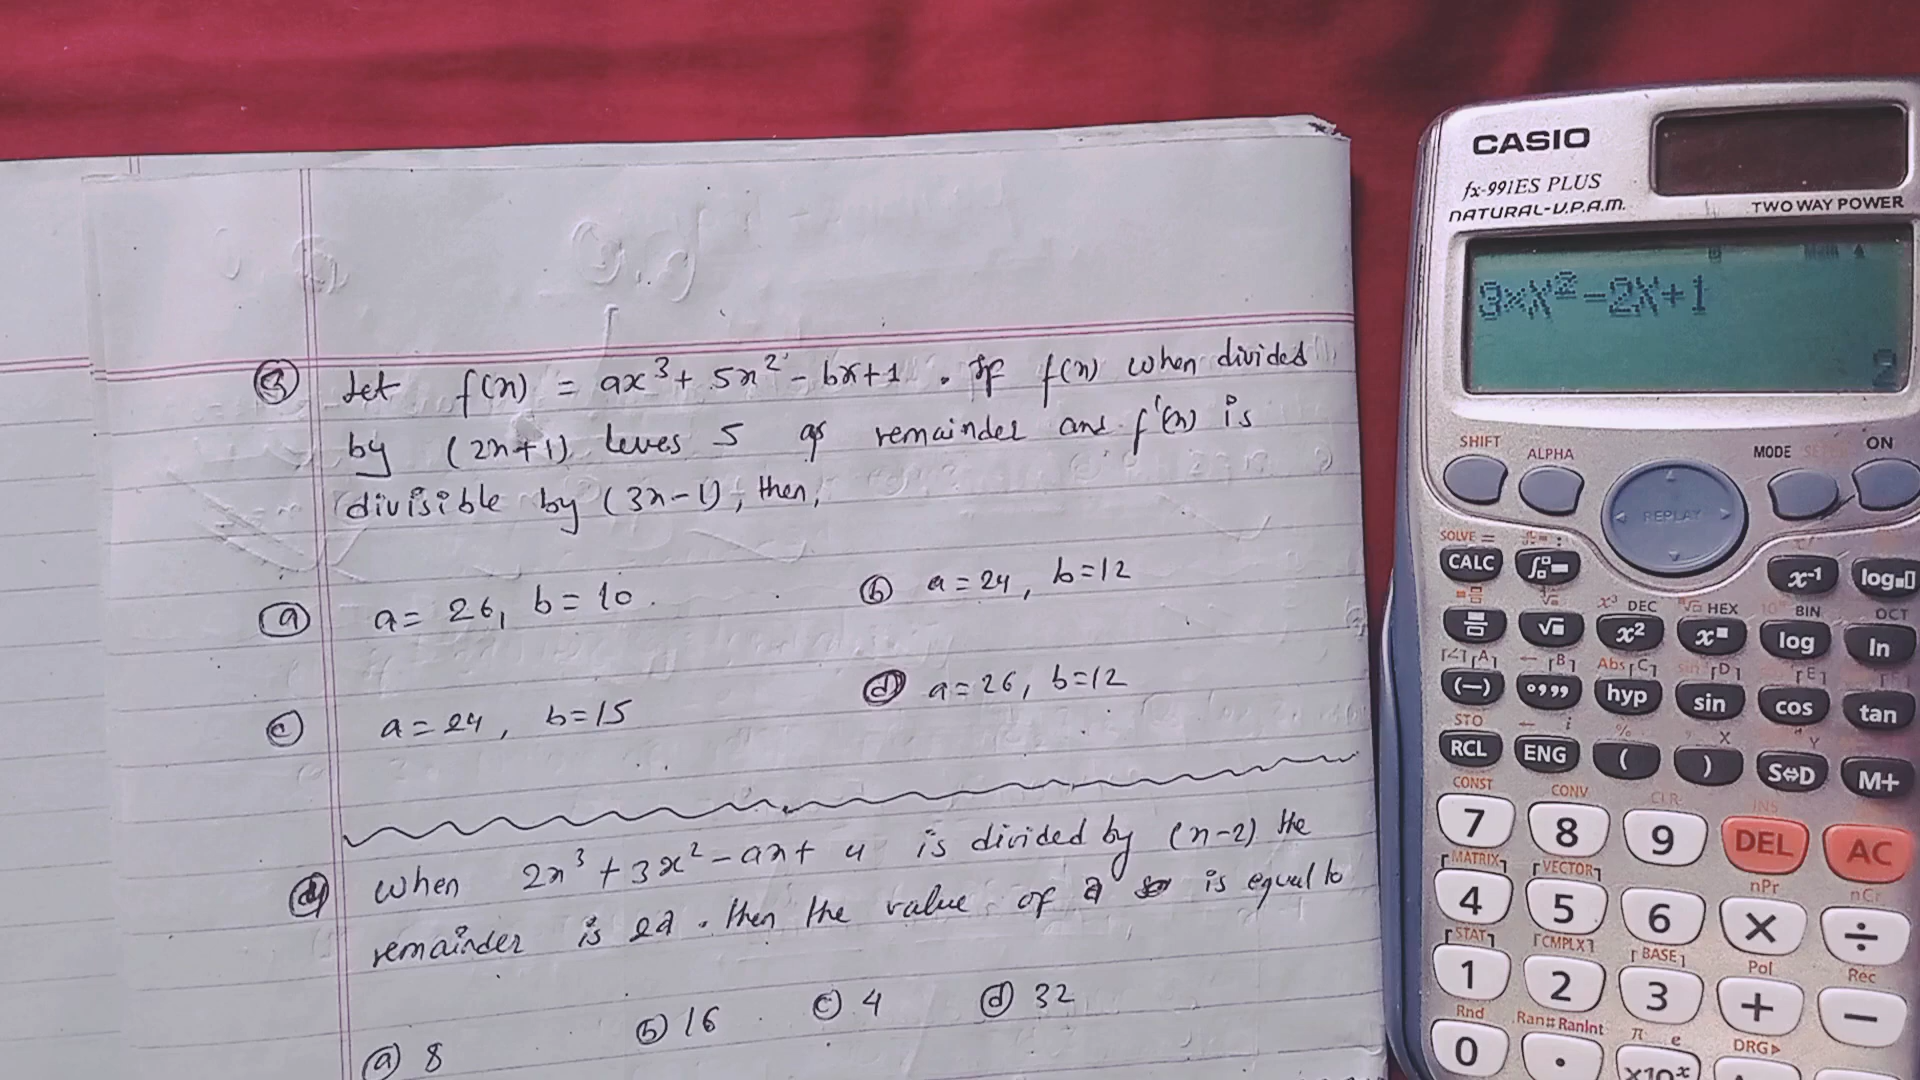 ③ Let f(x) = ax³ + 5x² - bx + 1 . If f(x) when divided
by (2x+1) leves 5 as remainder and f'(x) is
divisible by (3x-1), then,
ⓐ a = 26, b = 10 .
ⓑ a = 24, b = 12
ⓒ a = 24, b = 15
ⓓ a = 26, b = 12
④ When 2x³ + 3x² - ax + 4 is divided by (x-2) the
remainder is 2a . then the value of a is equal to
ⓐ 8
ⓑ 16
ⓒ 4
ⓓ 32
CASIO
fx-991ES PLUS
NATURAL-V.P.A.M.
TWO WAY POWER
3×X²-2X+1
2
SHIFT ALPHA MODE SETUP ON
REPLAY
SOLVE =
CALC x⁻¹ log
x³ DEC HEX BIN OCT
√ x² x log ln
A B Abs C sin⁻¹ D E
(−) °,,, hyp sin cos tan
STO ← i % , X Y
RCL ENG ( ) S⇔D M+
CONST CONV CLR INS
7 8 9 DEL AC
MATRIX VECTOR nPr nCr
4 5 6 × ÷
STAT CMPLX BASE Pol Rec
1 2 3 + −
Rnd Ran# RanInt π e DRG▶
0 . ×10ˣ